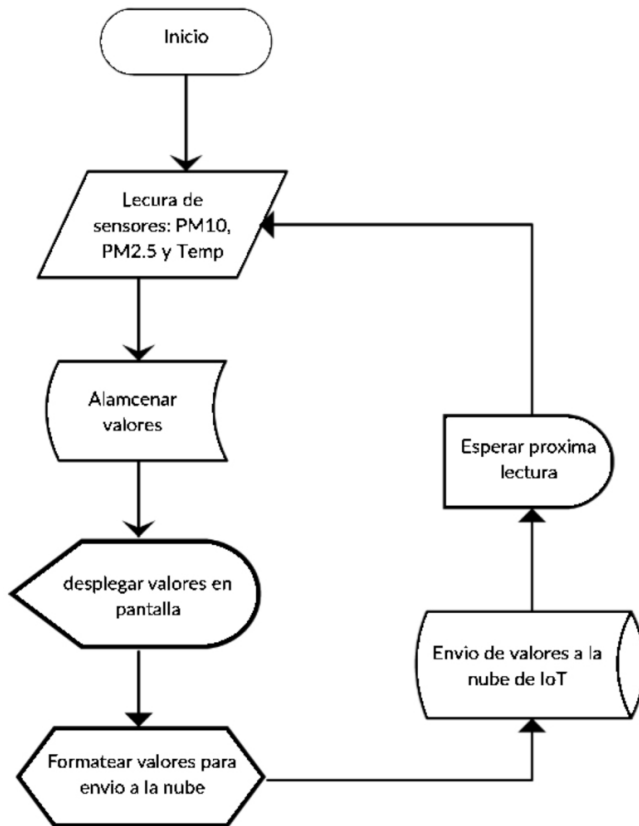 Inicio
Lecura de
sensores: PM10,
PM2.5 y Temp
Alamcenar
valores
desplegar valores en
pantalla
Formatear valores para
envio a la nube
Envio de valores a la
nube de IoT
Esperar proxima
lectura